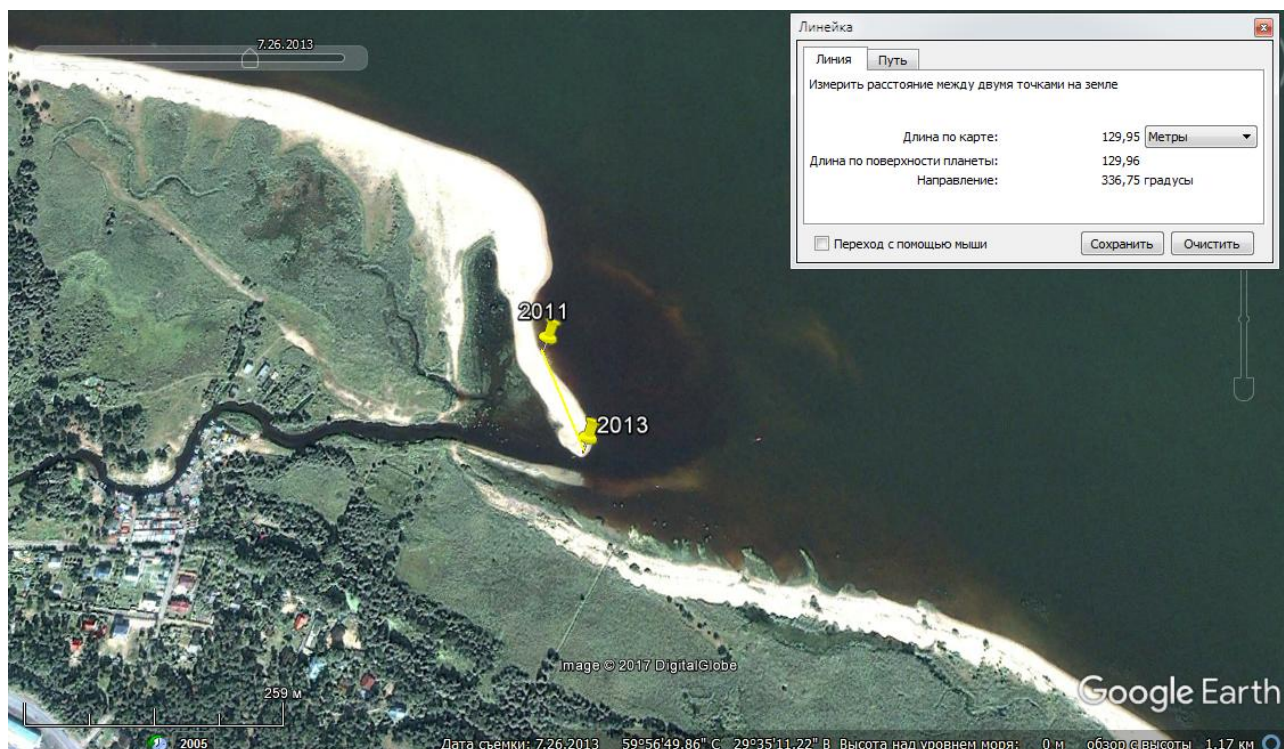 7.26.2013
Линейка
Линия Путь
Измерить расстояние между двумя точками на земле
Длина по карте: 129,95 Метры
Длина по поверхности планеты: 129,96
Направление: 336,75 градусы
Переход с помощью мыши Сохранить Очистить
2011
2013
Image © 2017 DigitalGlobe
Google Earth
259 м
2005
Дата съемки: 7.26.2013 59°56'49.86" С 29°35'11.22" В Высота над уровнем моря: 0 м обзор с высоты 1.17 км